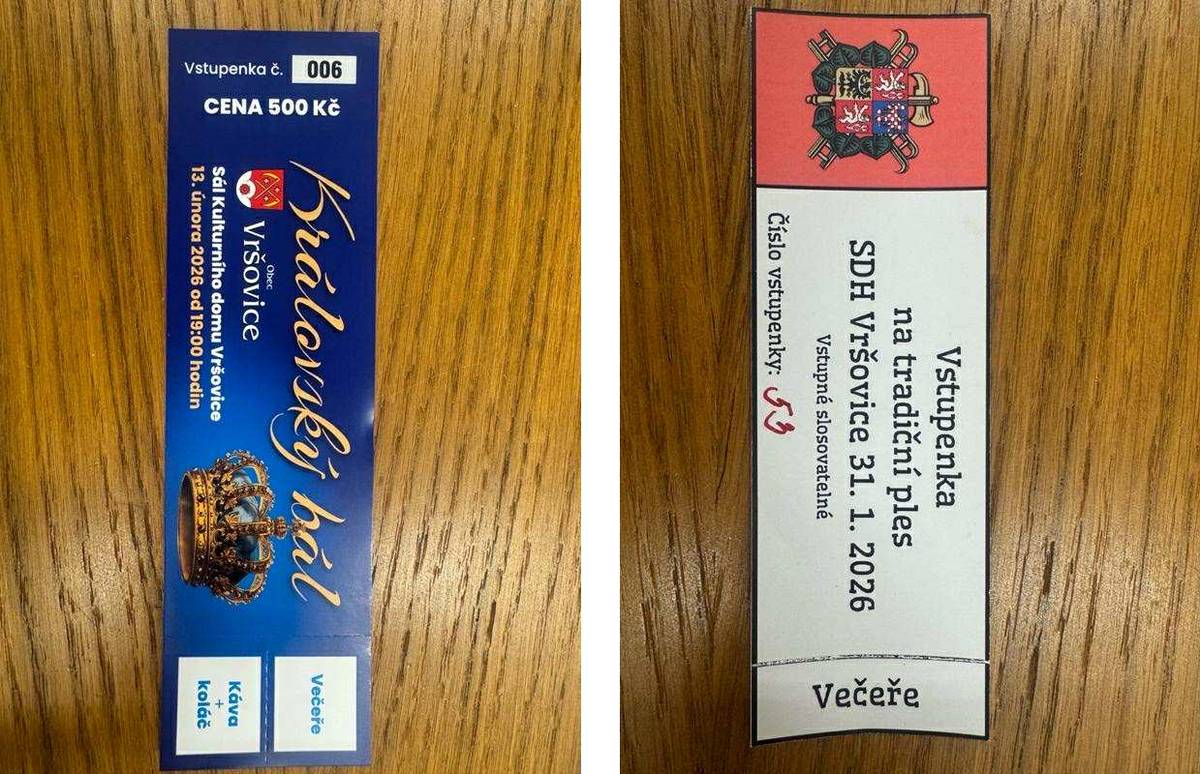 Vstupenka č. 006
CENA 500 Kč
Královský bál
Obec
Vršovice
Sál Kulturního domu Vršovice
13. února 2026 od 19:00 hodin
Večeře
Káva
+
koláč
Vstupenka
na tradiční ples
SDH Vršovice 31. 1. 2026
Vstupné slosovatelné
Číslo vstupenky: 53
Večeře